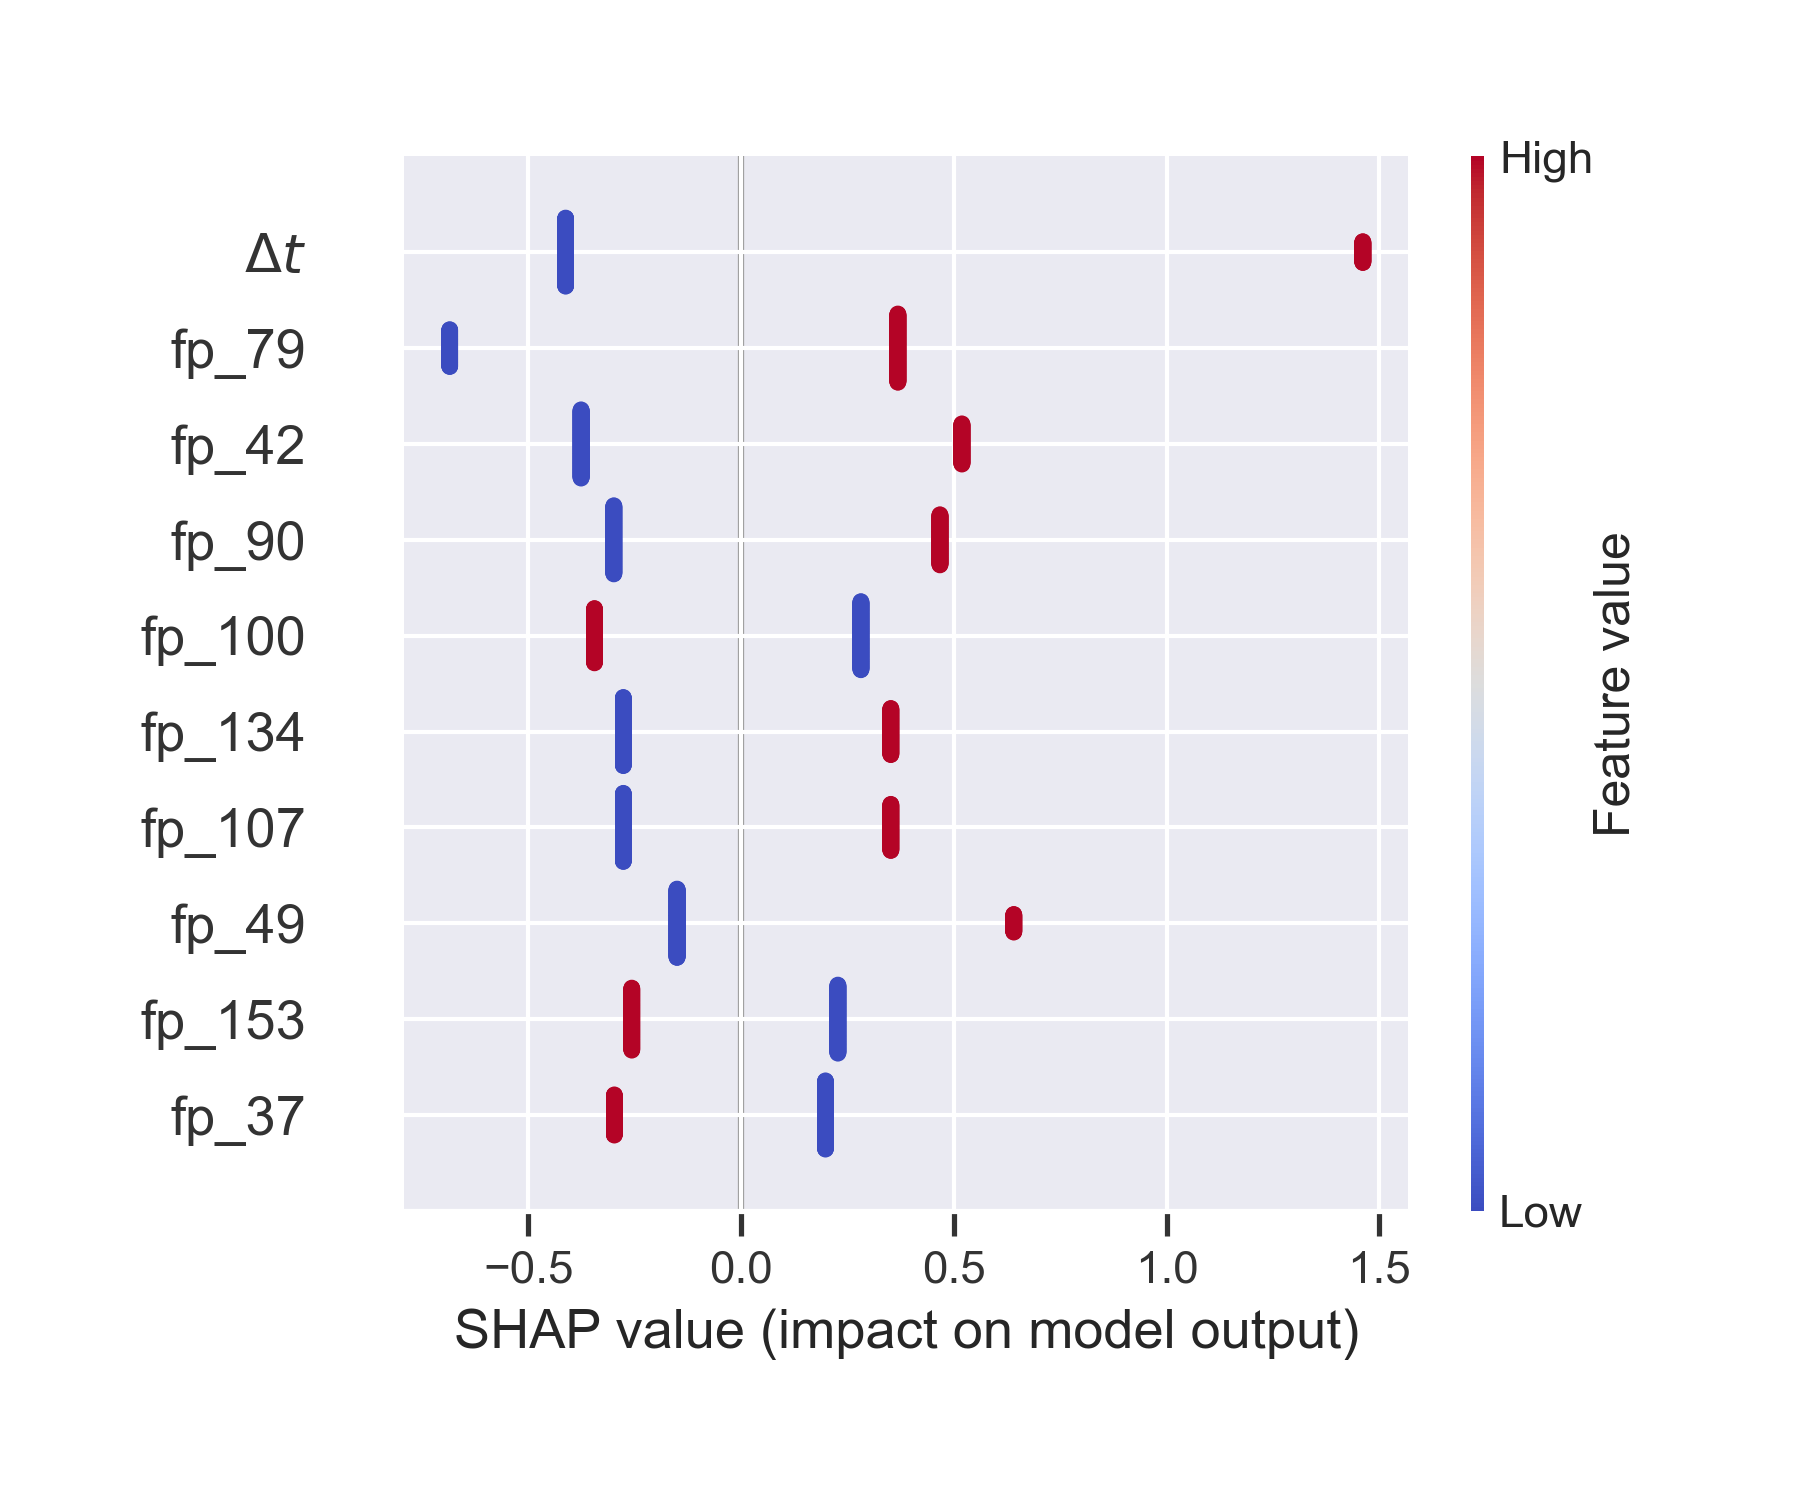 High
Δt
fp_79
fp_42
fp_90
fp_100
fp_134
fp_107
fp_49
fp_153
fp_37
Feature value
Low
−0.5 0.0 0.5 1.0 1.5
SHAP value (impact on model output)